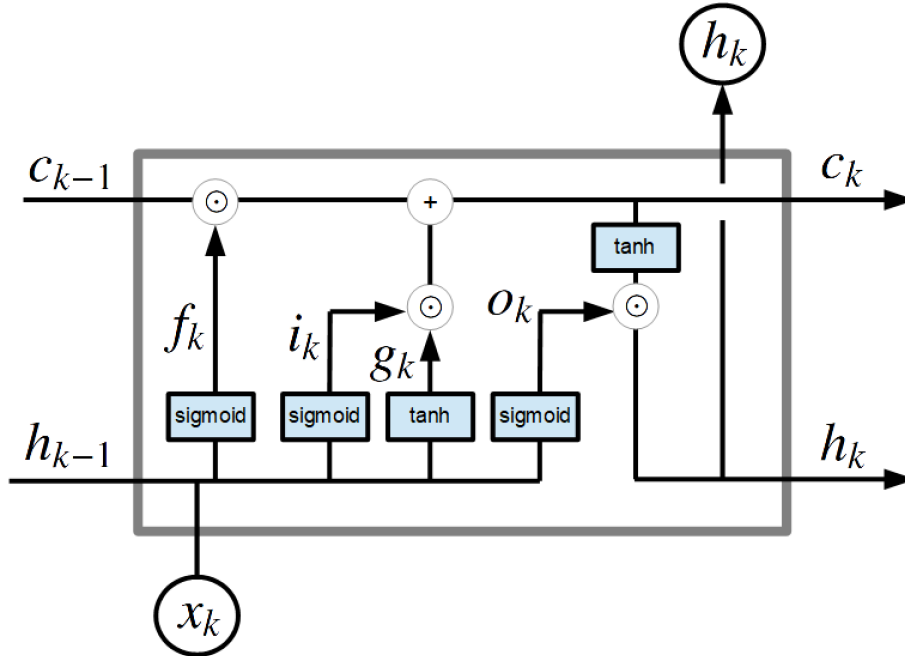 h_k
c_{k-1}
c_k
⊙
+
tanh
f_k
i_k
⊙
o_k
⊙
g_k
sigmoid
sigmoid
tanh
sigmoid
h_{k-1}
h_k
x_k